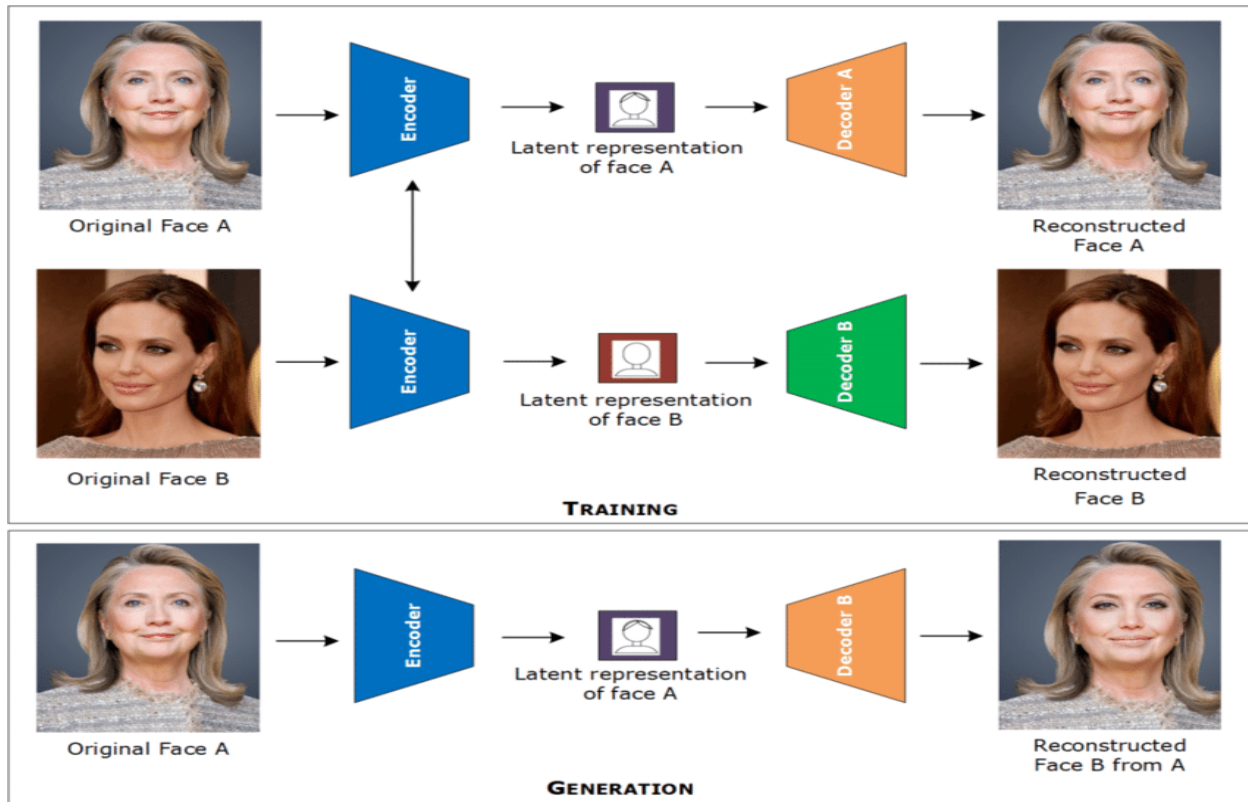 Encoder
Decoder A
Latent representation
of face A
Original Face A
Reconstructed
Face A
Encoder
Decoder B
Latent representation
of face B
Original Face B
Reconstructed
Face B
TRAINING
Encoder
Decoder B
Latent representation
of face A
Original Face A
Reconstructed
Face B from A
GENERATION